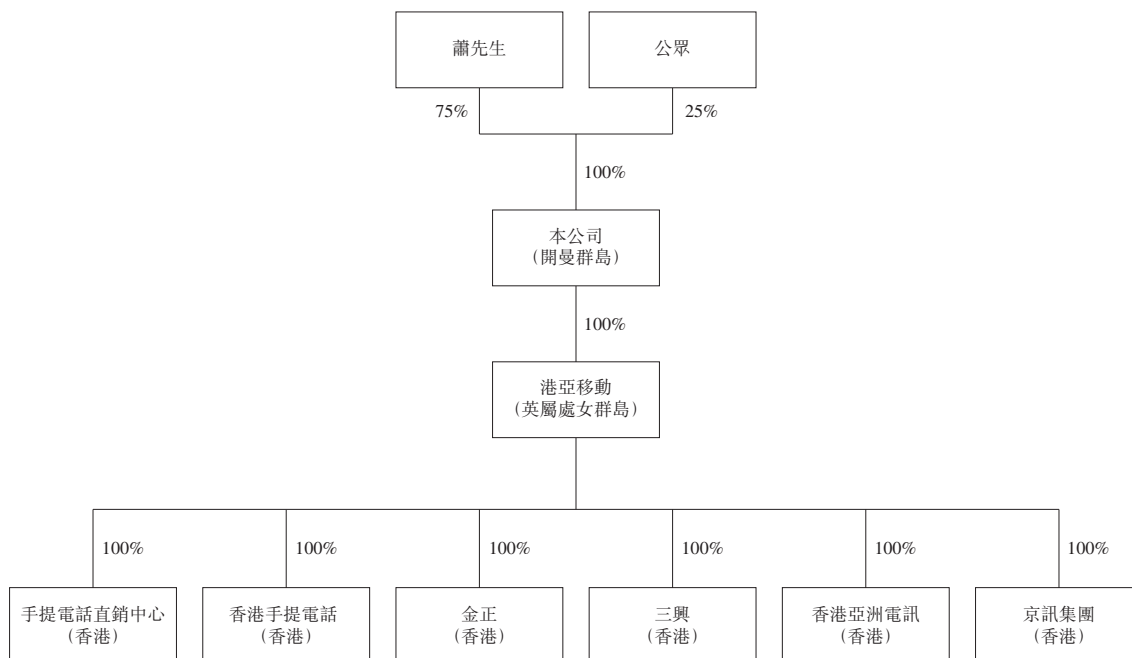 蕭先生
公眾
75%
25%
100%
本公司
（開曼群島）
100%
港亞移動
（英屬處女群島）
100%
100%
100%
100%
100%
100%
手提電話直銷中心
（香港）
香港手提電話
（香港）
金正
（香港）
三興
（香港）
香港亞洲電訊
（香港）
京訊集團
（香港）